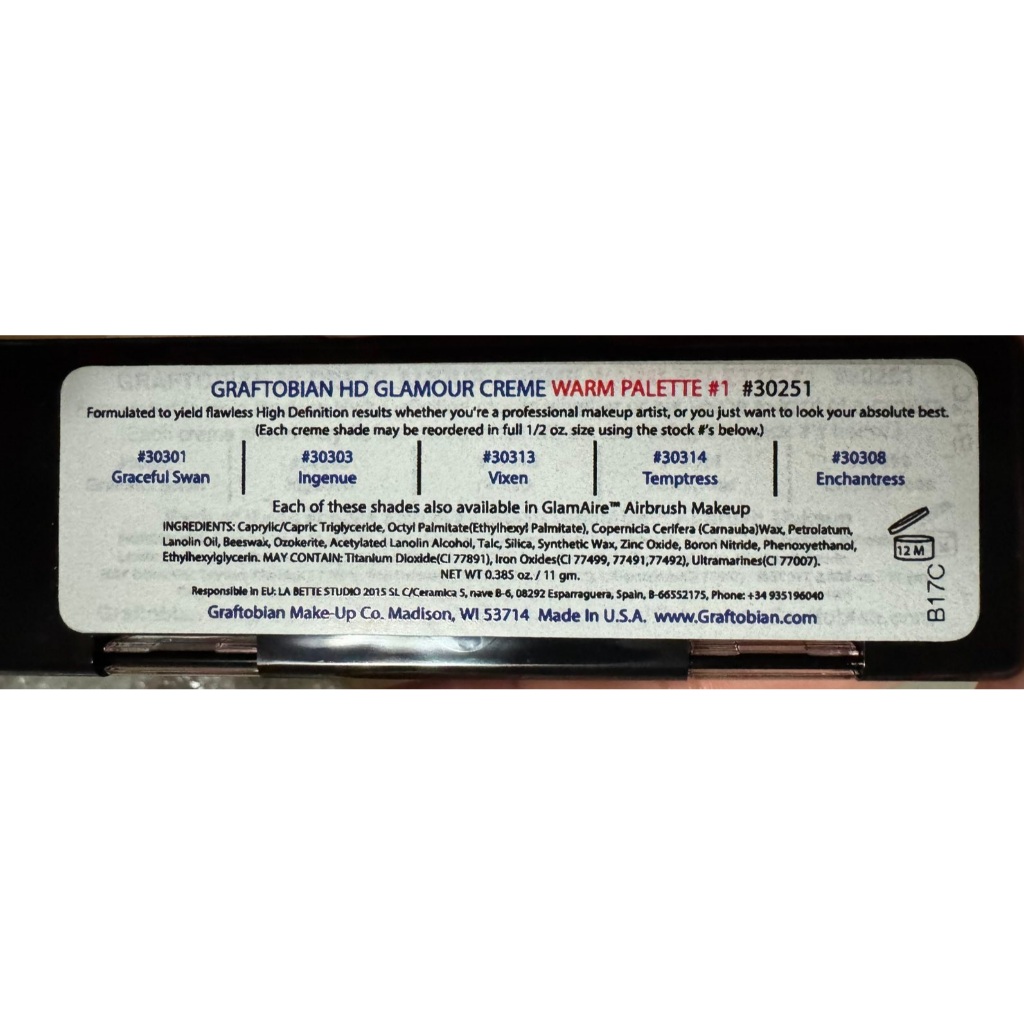 GRAFTOBIAN HD GLAMOUR CREME WARM PALETTE #1 #30251
Formulated to yield flawless High Definition results whether you're a professional makeup artist, or you just want to look your absolute best.
(Each creme shade may be reordered in full 1/2 oz. size using the stock #'s below.)
#30301
Graceful Swan
#30303
Ingenue
#30313
Vixen
#30314
Temptress
#30308
Enchantress
Each of these shades also available in GlamAire™ Airbrush Makeup
INGREDIENTS: Caprylic/Capric Triglyceride, Octyl Palmitate(Ethylhexyl Palmitate), Copernicia Cerifera (Carnauba)Wax, Petrolatum,
Lanolin Oil, Beeswax, Ozokerite, Acetylated Lanolin Alcohol, Talc, Silica, Synthetic Wax, Zinc Oxide, Boron Nitride, Phenoxyethanol,
Ethylhexylglycerin. MAY CONTAIN: Titanium Dioxide(CI 77891), Iron Oxides(CI 77499, 77491,77492), Ultramarines(CI 77007).
NET WT 0.385 oz. / 11 gm.
Responsible in EU: LA BETTE STUDIO 2015 SL C/Ceramica 5, nave B-6, 08292 Esparraguera, Spain, B-66552175, Phone: +34 935196040
Graftobian Make-Up Co. Madison, WI 53714 Made In U.S.A. www.Graftobian.com
12 M
B17C